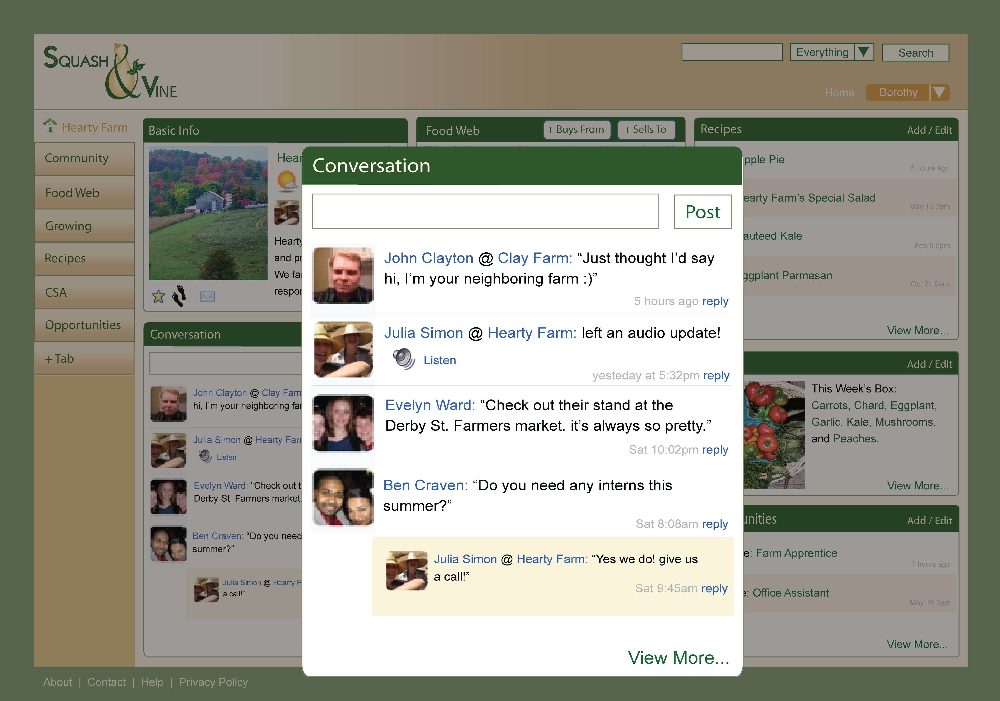 SQUASH & VINE
Everything
Search
Home
Dorothy
Hearty Farm
Community
Food Web
Growing
Recipes
CSA
Opportunities
+ Tab
Basic Info
Hear
Hearty
and pr
We fa
respor
Food Web
+ Buys From
+ Sells To
Recipes
Add / Edit
pple Pie
5 hours ago
earty Farm’s Special Salad
May 10 3pm
auteed Kale
Feb 5 6pm
ggplant Parmesan
Oct 21 9am
View More...
Conversation
John Clayton @ Clay Farm
hi, I’m your neighboring far
Julia Simon @ Hearty Farm
Listen
Evelyn Ward: “Check out t
Derby St. Farmers market.
Ben Craven: “Do you need
summer?”
Julia Simon @ Hearty F
a call!”
Conversation
Post
John Clayton @ Clay Farm: “Just thought I’d say
hi, I’m your neighboring farm :)”
5 hours ago reply
Julia Simon @ Hearty Farm: left an audio update!
Listen
yesteday at 5:32pm reply
Evelyn Ward: “Check out their stand at the
Derby St. Farmers market. it’s always so pretty.”
Sat 10:02pm reply
Ben Craven: “Do you need any interns this
summer?”
Sat 8:08am reply
Julia Simon @ Hearty Farm: “Yes we do! give us
a call!”
Sat 9:45am reply
View More...
Add / Edit
This Week’s Box:
Carrots, Chard, Eggplant,
Garlic, Kale, Mushrooms,
and Peaches.
View More...
unities
Add / Edit
e: Farm Apprentice
7 hours ago
e: Office Assistant
May 10 3pm
View More...
About | Contact | Help | Privacy Policy